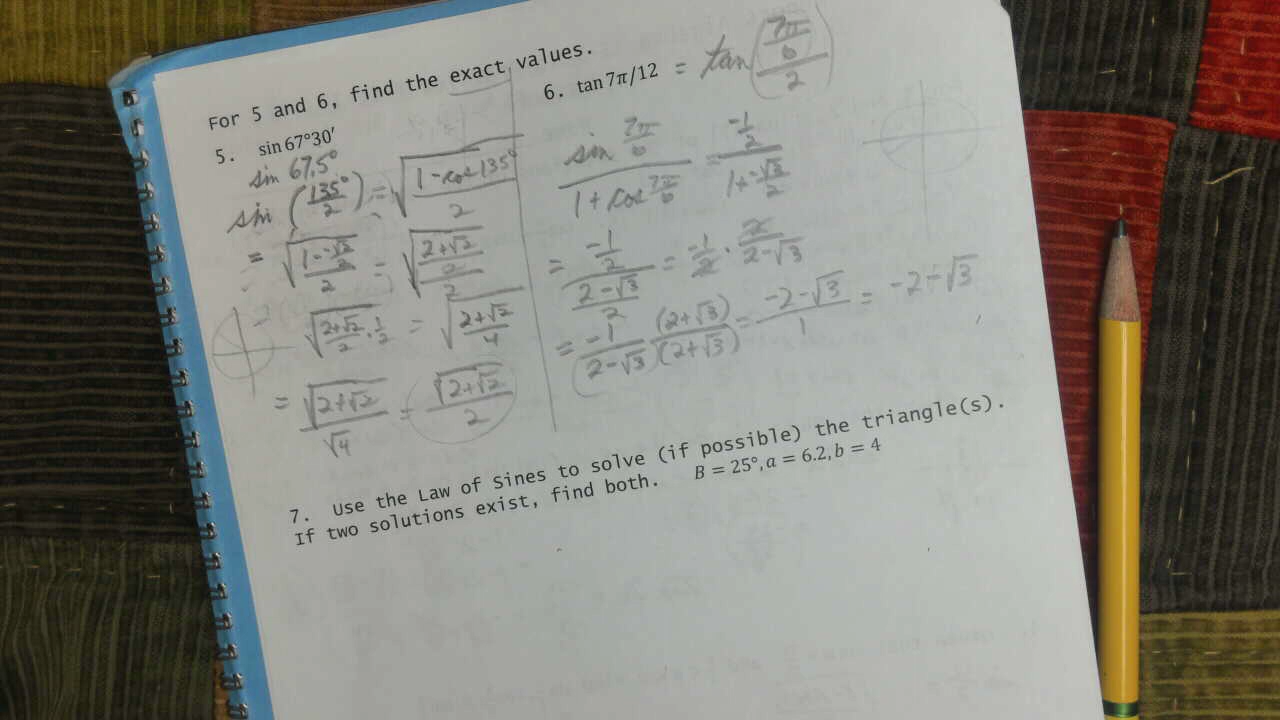 For 5 and 6, find the exact values.
5. sin 67°30′
sin 67.5°
sin (135°/2) = √((1 - cos 135°)/2)
= √((1 - -√2/2)/2) = √(((2+√2)/2)/2)
√((2+√2)/2 · 1/2) = √((2+√2)/4)
= √(2+√2)/√4 = √(2+√2)/2
6. tan 7π/12 = tan((7π/6)/2)
sin 7π/6 / (1 + cos 7π/6) = (-1/2)/(1 + -√3/2)
= (-1/2)/((2-√3)/2) = -1/2 · 2/(2-√3)
= -1/(2-√3) (2+√3)/(2+√3) = (-2-√3)/1 = -2-√3
7. Use the Law of Sines to solve (if possible) the triangle(s).
If two solutions exist, find both. B = 25°, a = 6.2, b = 4